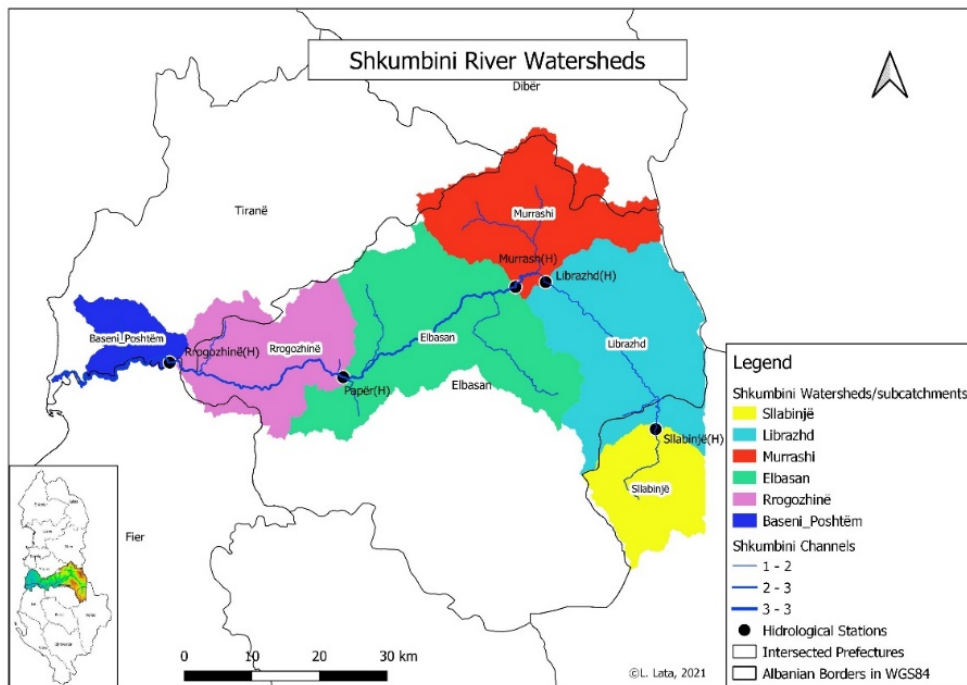 Shkumbini River Watersheds
Dibër
Tiranë
Murrashi
Murrash(H)
Librazhd(H)
Baseni_Poshtëm
Rrogozhinë(H)
Rrogozhinë
Elbasan
Librazhd
Papër(H)
Elbasan
Sllabinjë(H)
Sllabinjë
Fier
Legend
Shkumbini Watersheds/subcatchments
Sllabinjë
Librazhd
Murrashi
Elbasan
Rrogozhinë
Baseni_Poshtëm
Shkumbini Channels
1 - 2
2 - 3
3 - 3
Hidrological Stations
Intersected Prefectures
Albanian Borders in WGS84
0 10 20 30 km
©L. Lata, 2021